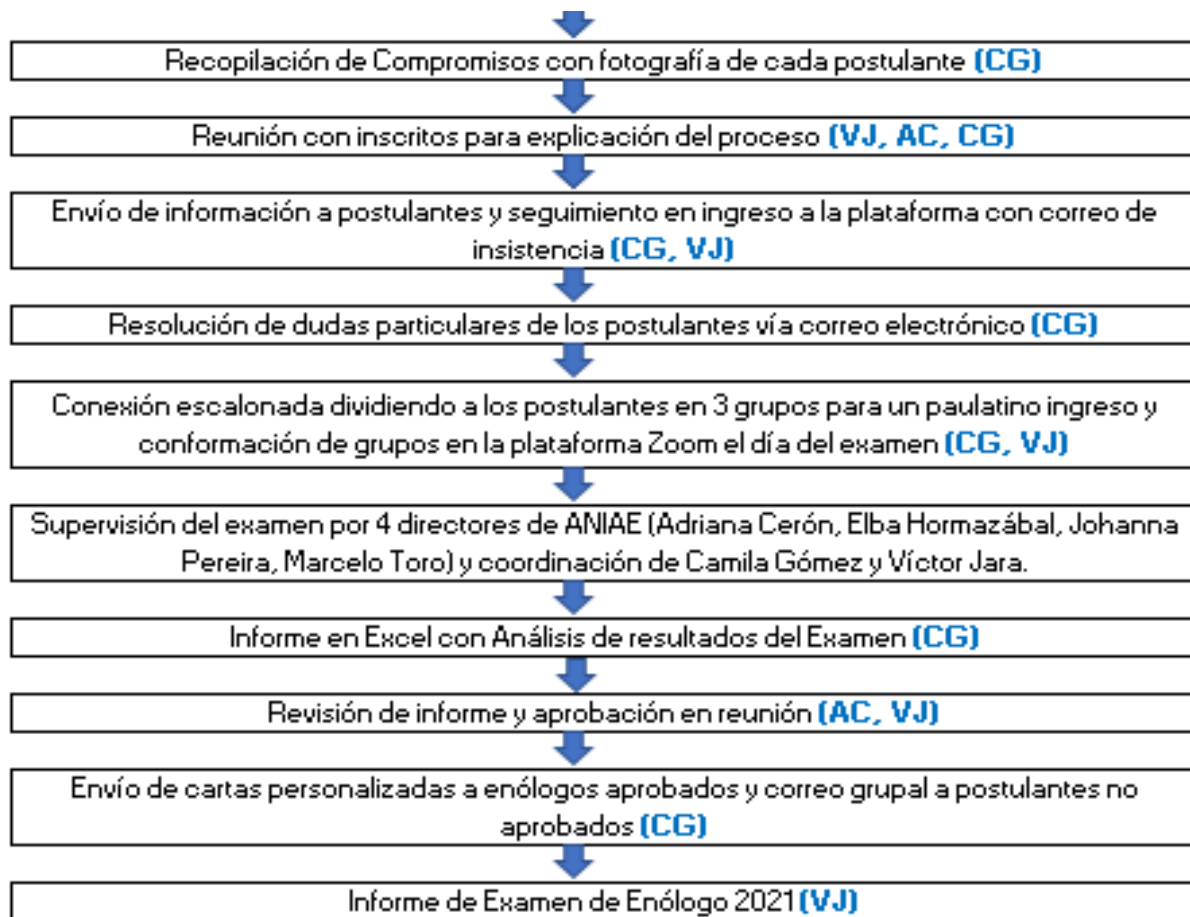 Recopilación de Compromisos con fotografía de cada postulante (CG)
Reunión con inscritos para explicación del proceso (VJ, AC, CG)
Envío de información a postulantes y seguimiento en ingreso a la plataforma con correo de
insistencia (CG, VJ)
Resolución de dudas particulares de los postulantes vía correo electrónico (CG)
Conexión escalonada dividiendo a los postulantes en 3 grupos para un paulatino ingreso y
conformación de grupos en la plataforma Zoom el día del examen (CG, VJ)
Supervisión del examen por 4 directores de ANIAE (Adriana Cerón, Elba Hormazábal, Johanna
Pereira, Marcelo Toro) y coordinación de Camila Gómez y Víctor Jara.
Informe en Excel con Análisis de resultados del Examen (CG)
Revisión de informe y aprobación en reunión (AC, VJ)
Envío de cartas personalizadas a enólogos aprobados y correo grupal a postulantes no
aprobados (CG)
Informe de Examen de Enólogo 2021 (VJ)